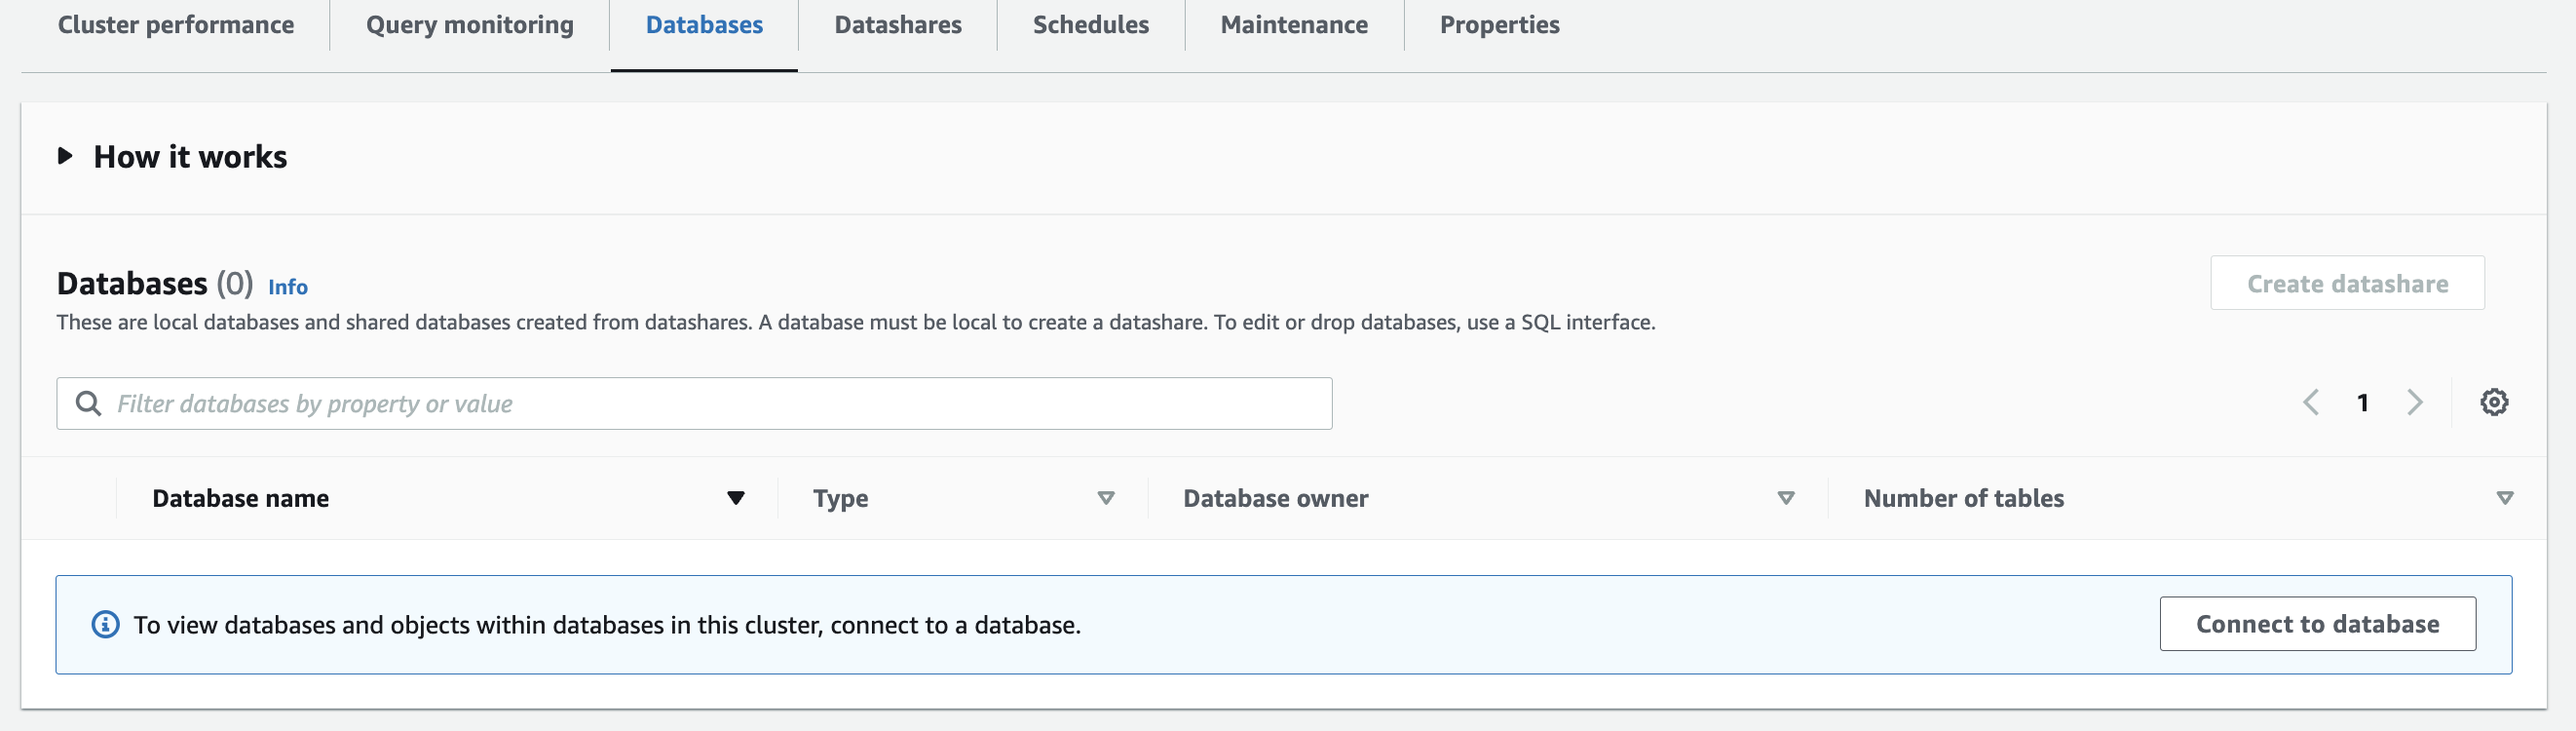 Cluster performance Query monitoring Databases Datashares Schedules Maintenance Properties
How it works
Databases (0) Info
Create datashare
These are local databases and shared databases created from datashares. A database must be local to create a datashare. To edit or drop databases, use a SQL interface.
Filter databases by property or value
1
Database name Type Database owner Number of tables
To view databases and objects within databases in this cluster, connect to a database.
Connect to database